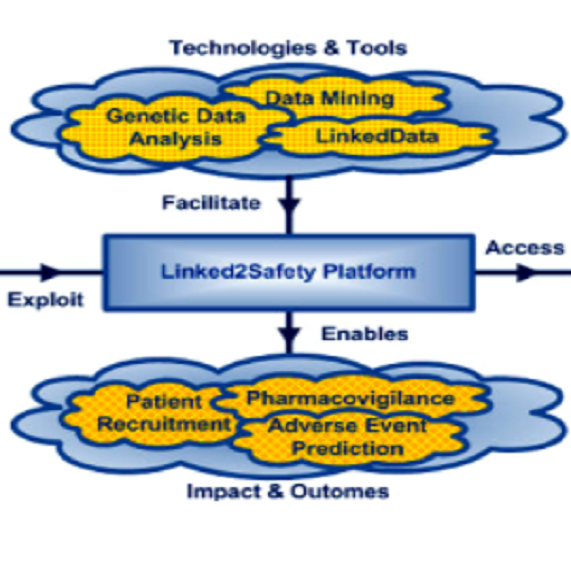 Technologies & Tools
Data Mining
Genetic Data
Analysis
LinkedData
Facilitate
Linked2Safety Platform
Access
Exploit
Enables
Patient
Recruitment
Pharmacovigilance
Adverse Event
Prediction
Impact & Outcomes